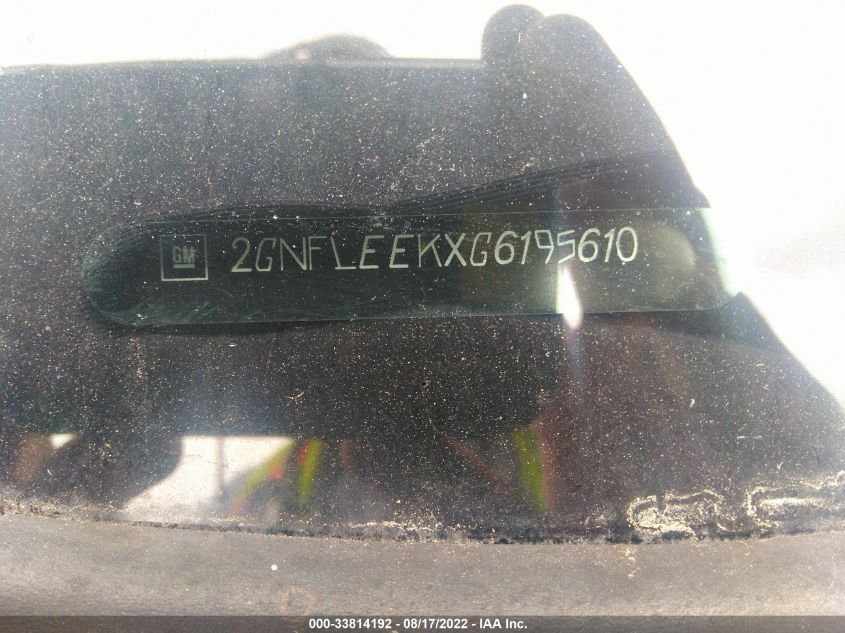 GM 2GNFLEEKXG6195610
000-33814192 - 08/17/2022 - IAA Inc.